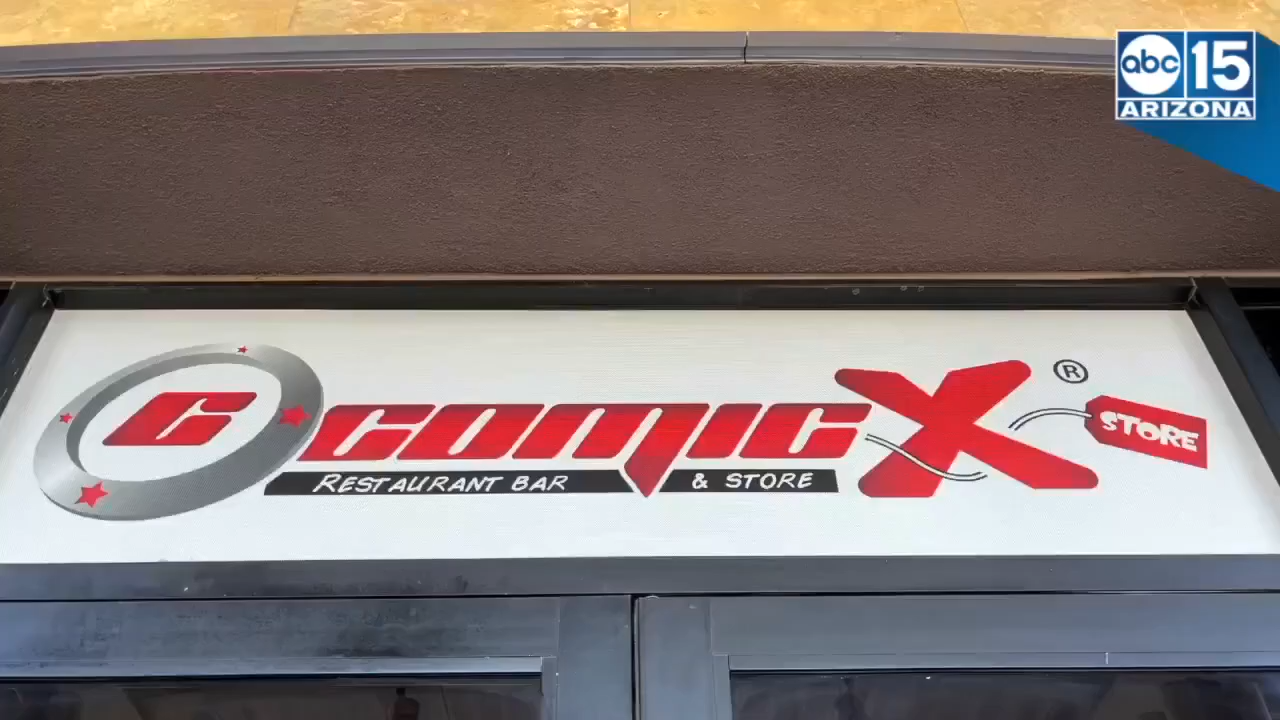 abc 15
ARIZONA
C COMICX ®
STORE
RESTAURANT BAR & STORE